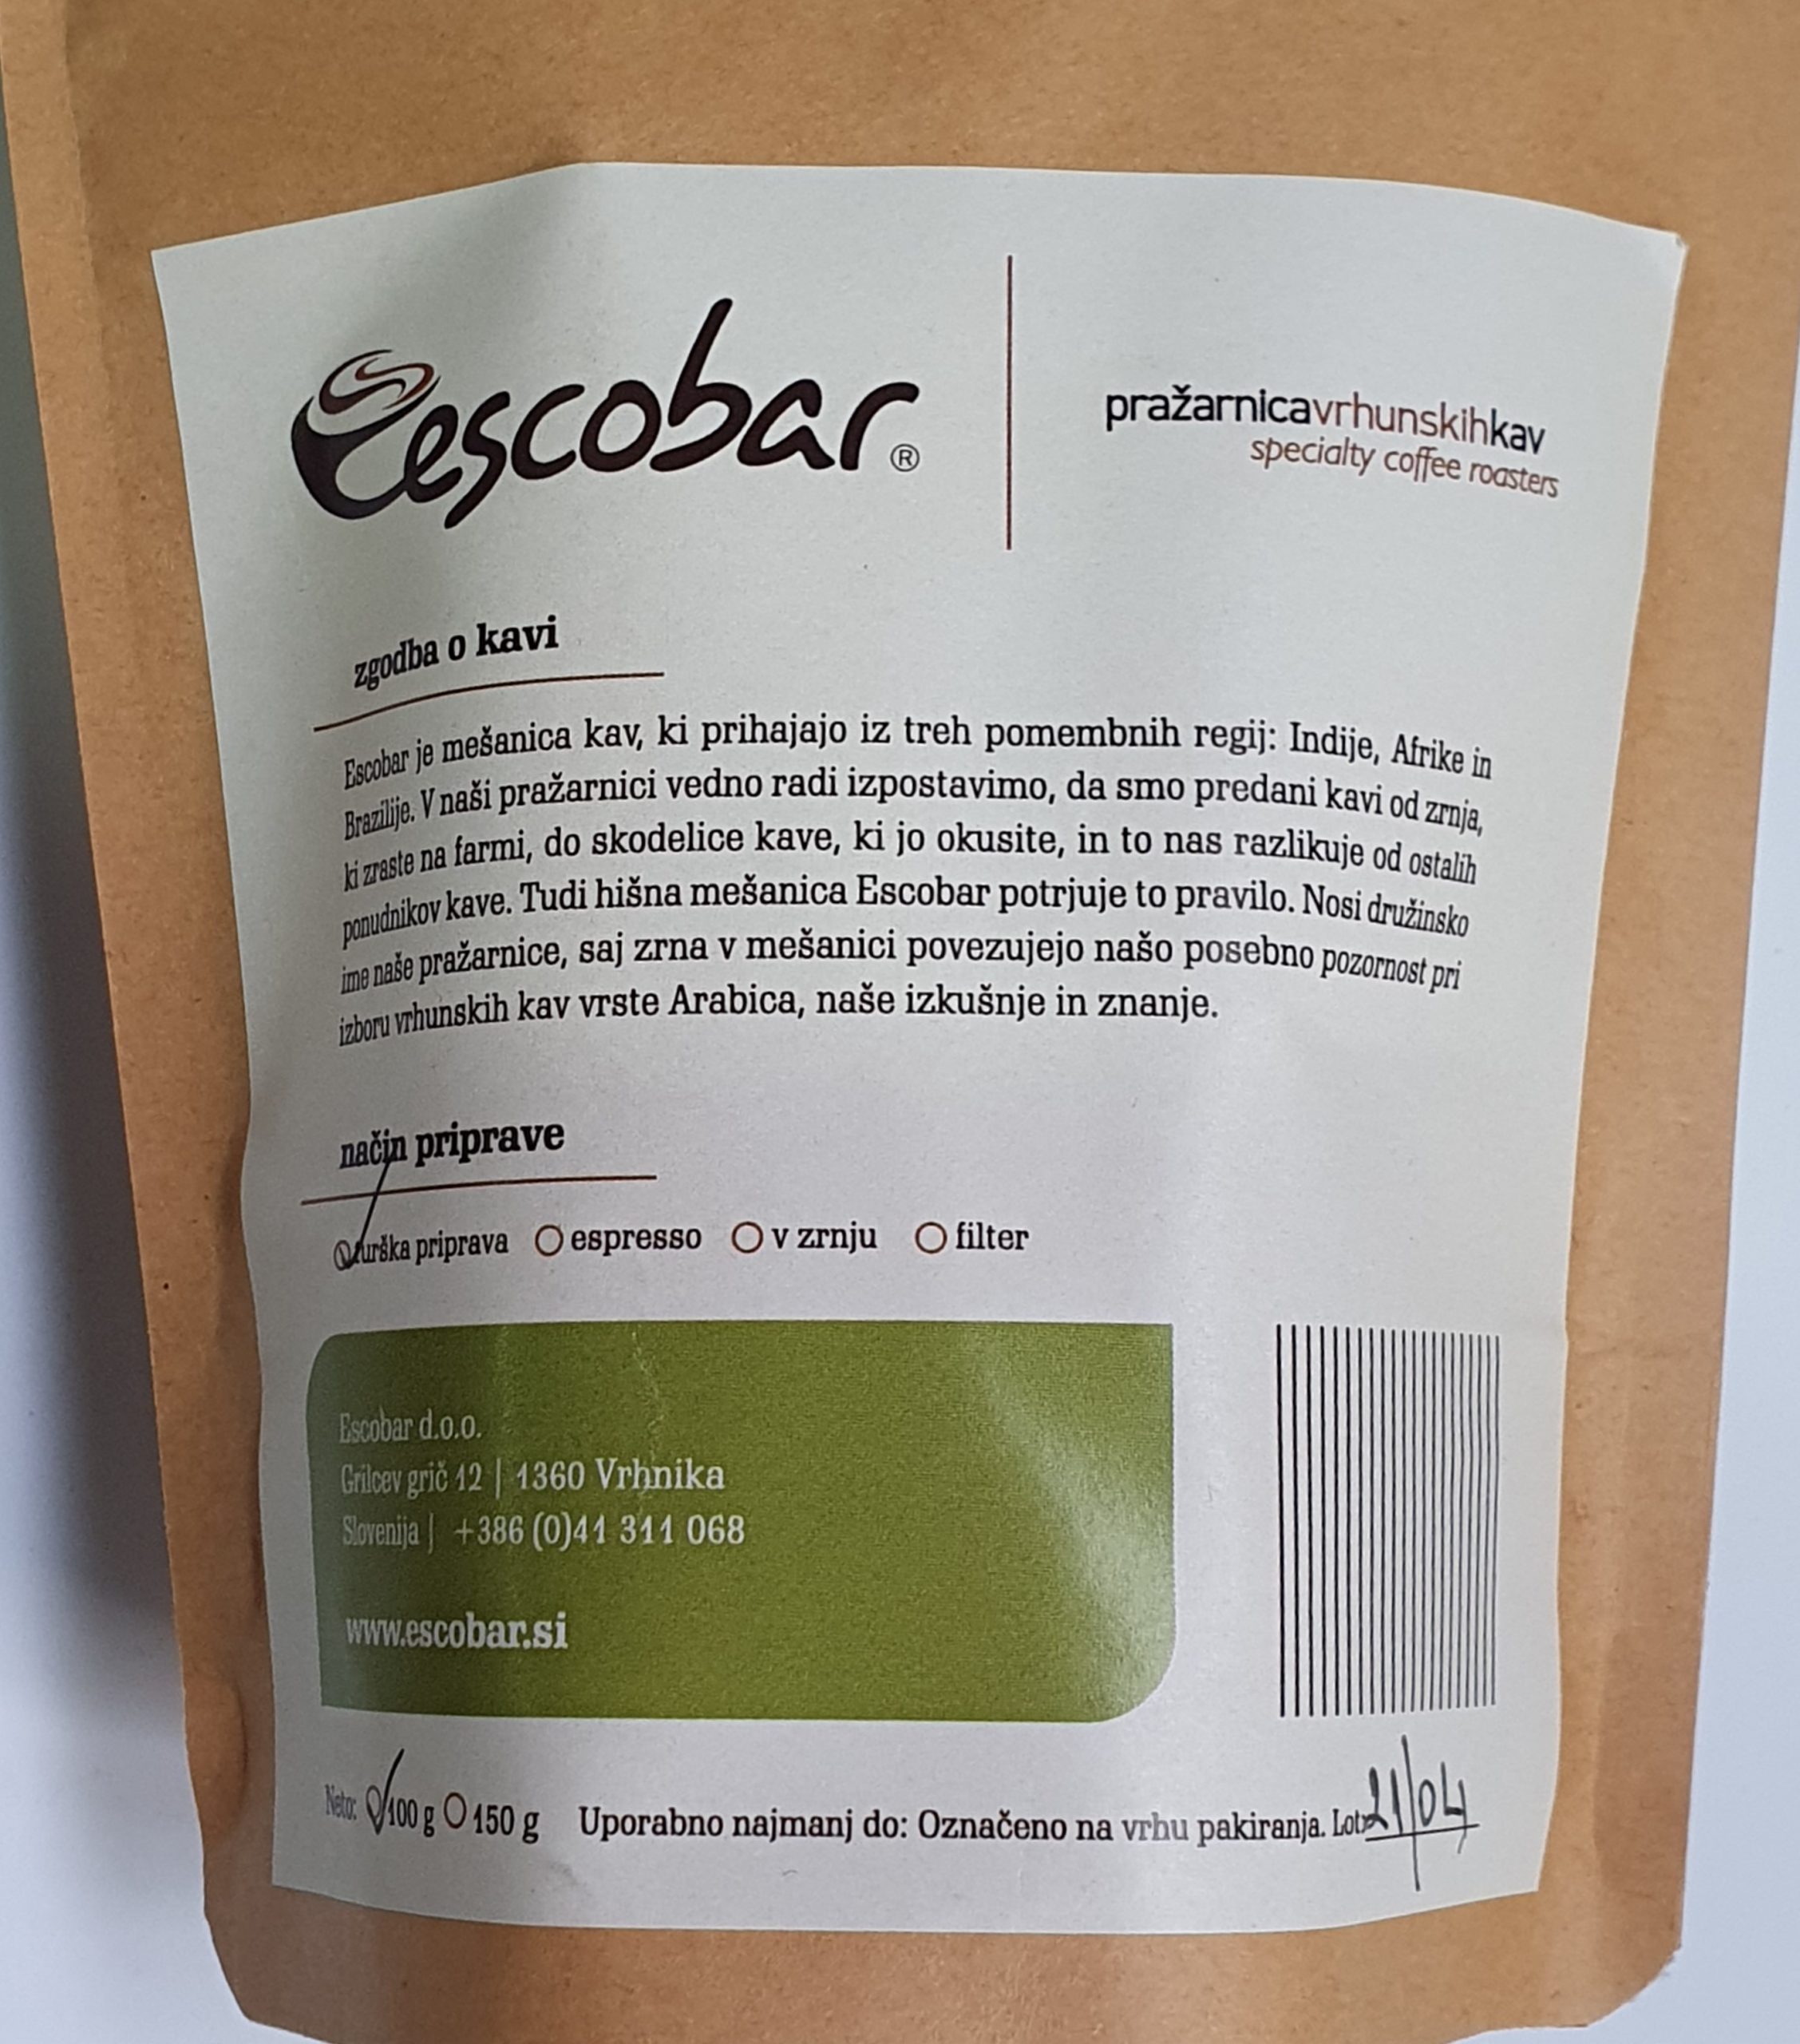 escobar®
pražarnicavrhunskihkav
specialty coffee roasters
zgodba o kavi
Escobar je mešanica kav, ki prihajajo iz treh pomembnih regij: Indije, Afrike in
Brazilije. V naši pražarnici vedno radi izpostavimo, da smo predani kavi od zrnja,
ki zraste na farmi, do skodelice kave, ki jo okusite, in to nas razlikuje od ostalih
ponudnikov kave. Tudi hišna mešanica Escobar potrjuje to pravilo. Nosi družinsko
ime naše pražarnice, saj zrna v mešanici povezujejo našo posebno pozornost pri
izboru vrhunskih kav vrste Arabica, naše izkušnje in znanje.
način priprave
turška priprava espresso v zrnju filter
Escobar d.o.o.
Grilcev grič 12 | 1360 Vrhnika
Slovenija | +386 (0)41 311 068
www.escobar.si
Neto: 100 g 150 g Uporabno najmanj do: Označeno na vrhu pakiranja. Lot: 21/04